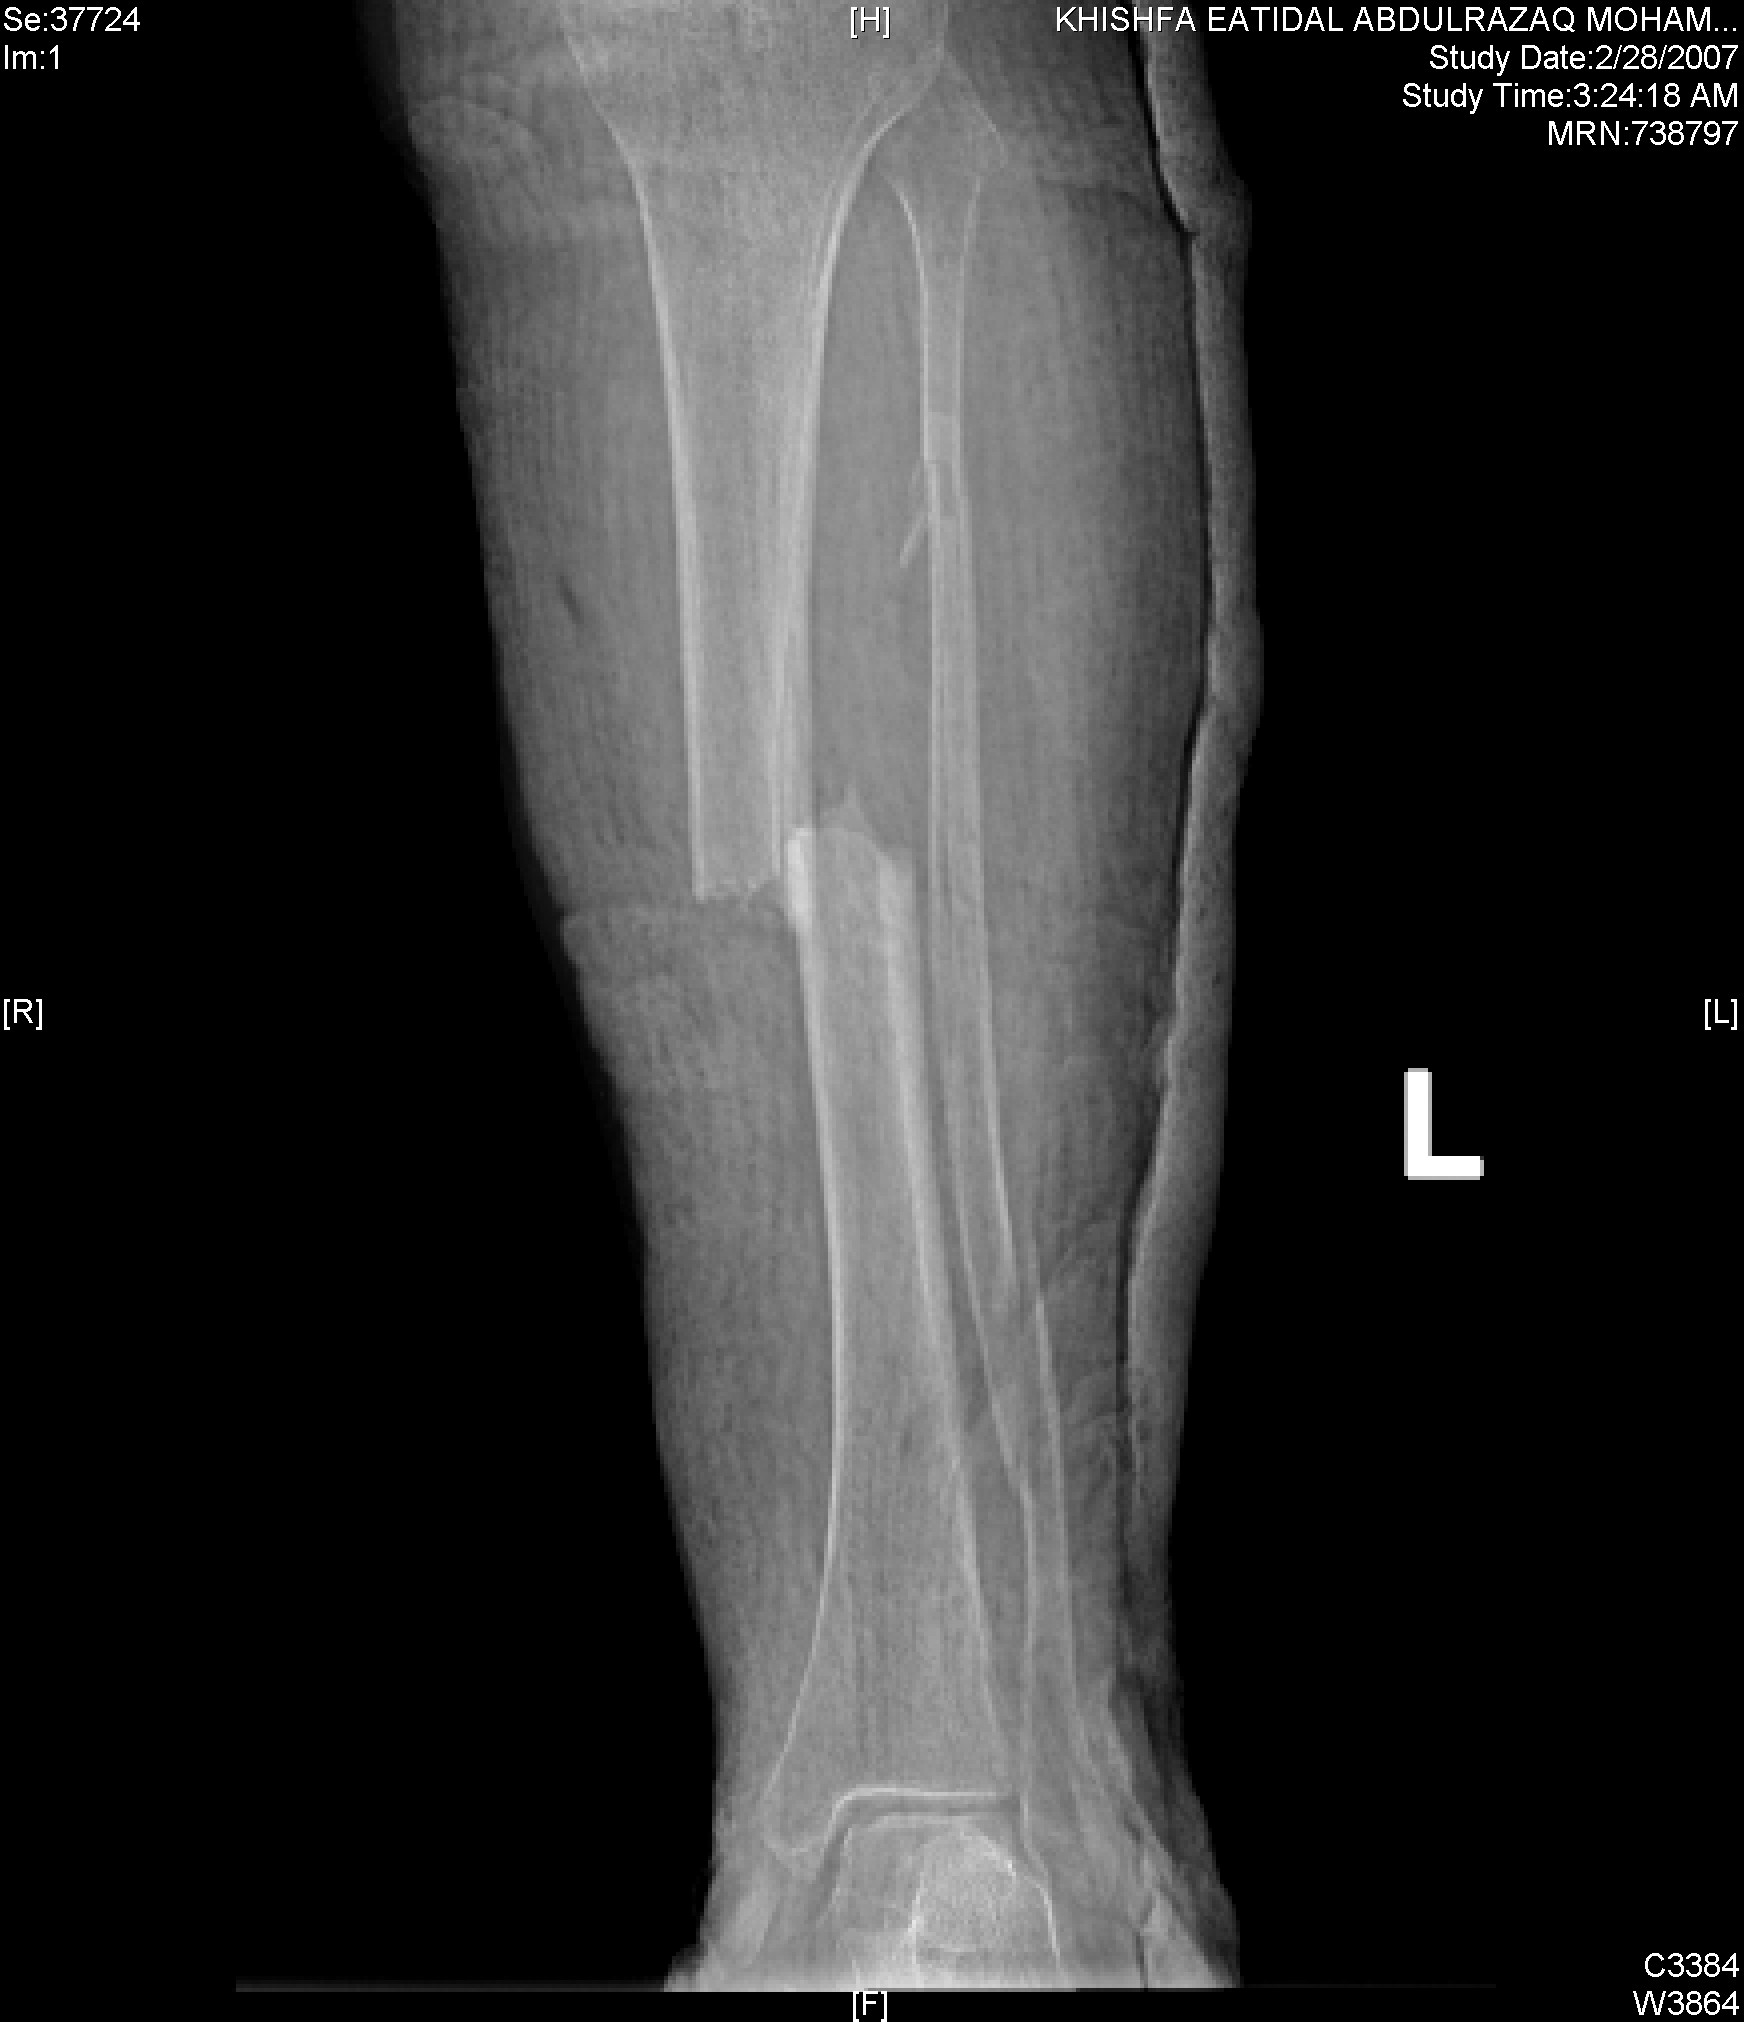 Se:37724
Im:1
[H]
KHISHFA EATIDAL ABDULRAZAQ MOHAM...
Study Date:2/28/2007
Study Time:3:24:18 AM
MRN:738797
[R]
[L]
L
C3384
W3864
[F]